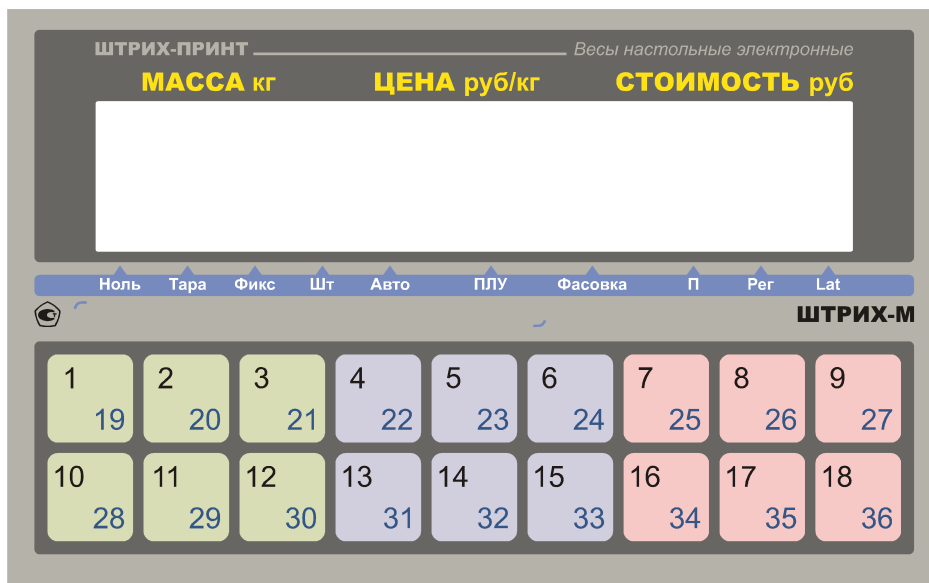 ШТРИХ-ПРИНТ Весы настольные электронные
МАССА кг ЦЕНА руб/кг СТОИМОСТЬ руб
Ноль Тара Фикс Шт Авто ПЛУ Фасовка П Рег Lat
ШТРИХ-М
1 2 3 4 5 6 7 8 9
19 20 21 22 23 24 25 26 27
10 11 12 13 14 15 16 17 18
28 29 30 31 32 33 34 35 36